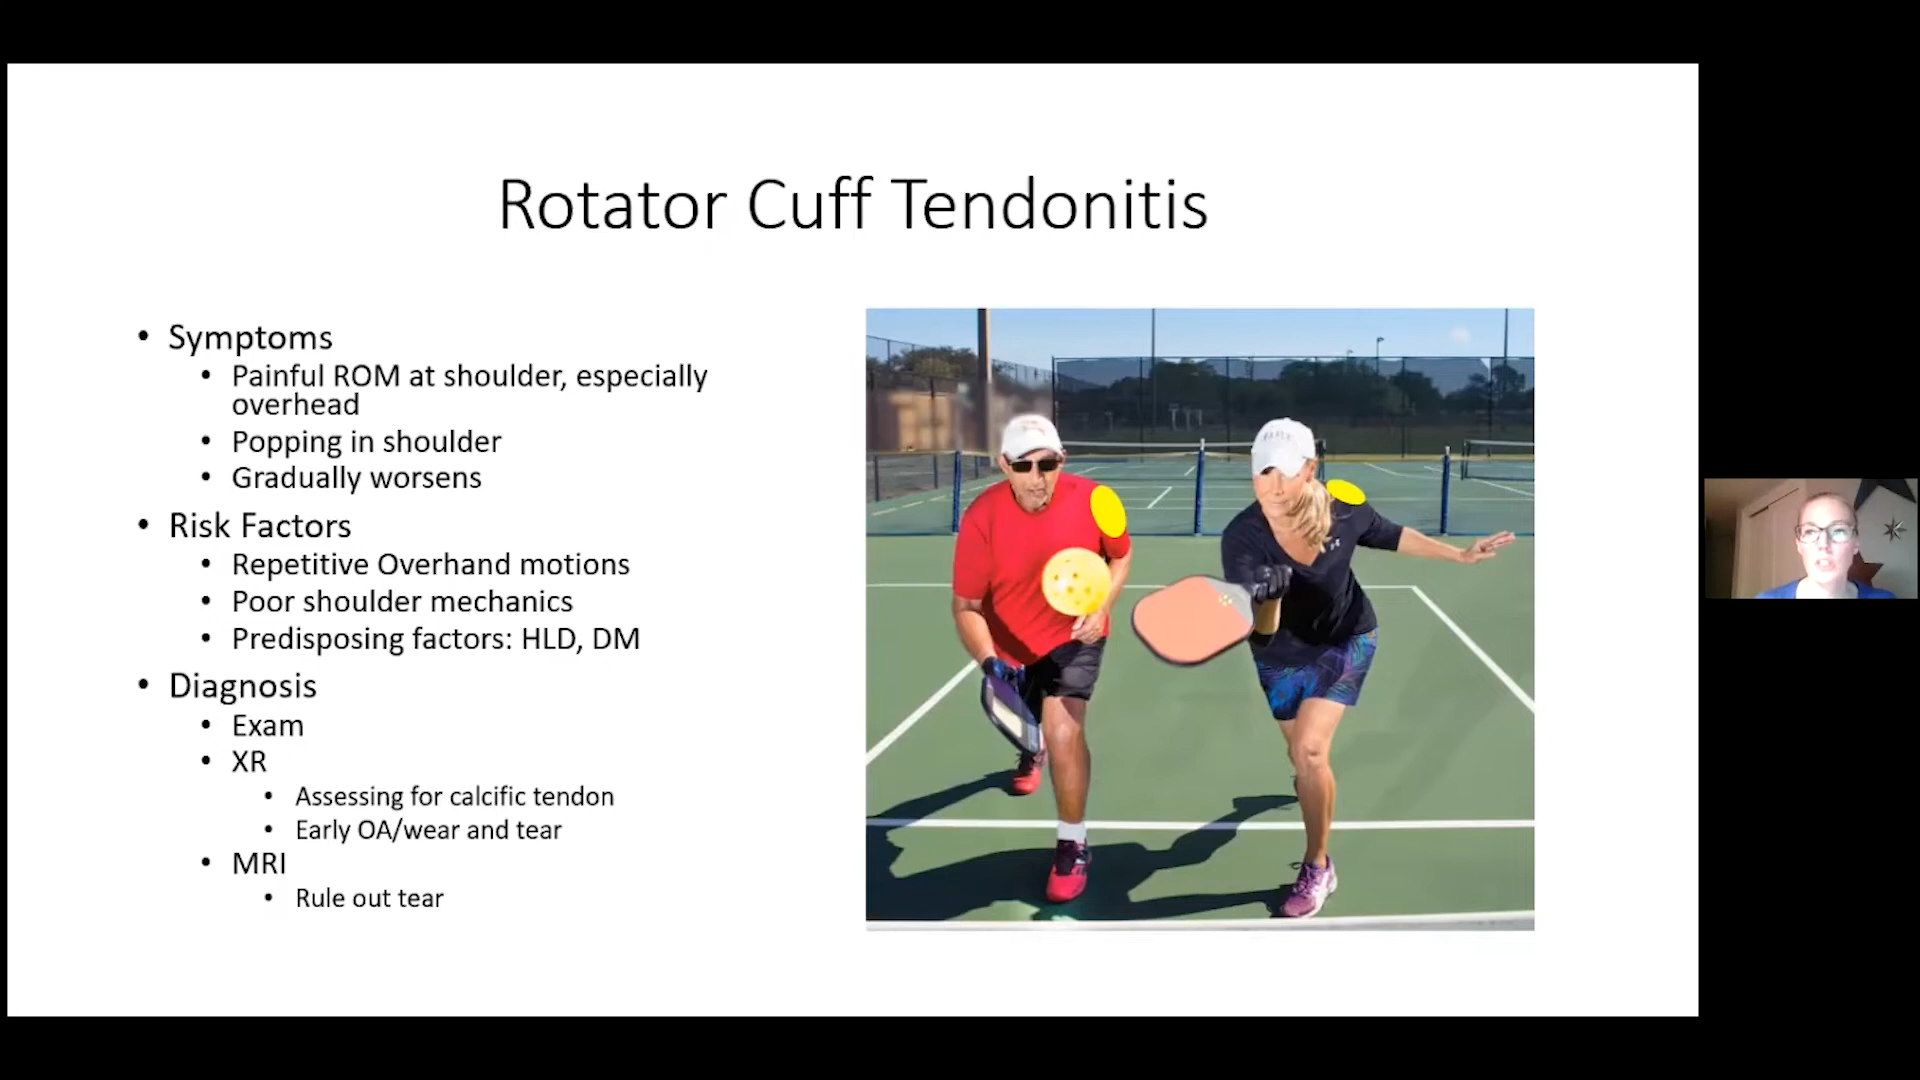 Rotator Cuff Tendonitis
• Symptoms
• Painful ROM at shoulder, especially
overhead
• Popping in shoulder
• Gradually worsens
• Risk Factors
• Repetitive Overhand motions
• Poor shoulder mechanics
• Predisposing factors: HLD, DM
• Diagnosis
• Exam
• XR
• Assessing for calcific tendon
• Early OA/wear and tear
• MRI
• Rule out tear